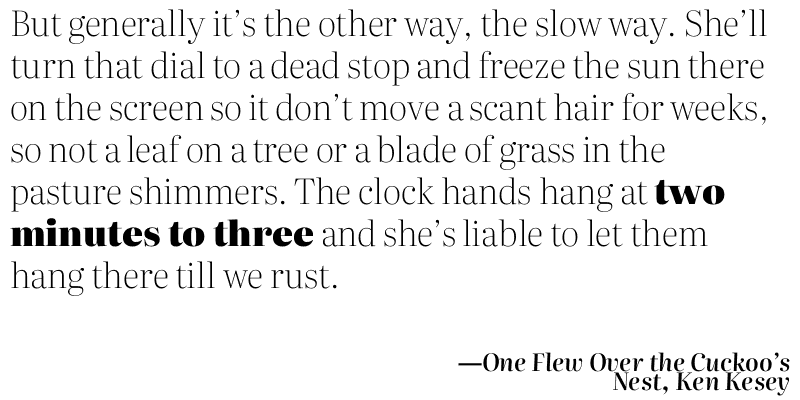 But generally it’s the other way, the slow way. She’ll
turn that dial to a dead stop and freeze the sun there
on the screen so it don’t move a scant hair for weeks,
so not a leaf on a tree or a blade of grass in the
pasture shimmers. The clock hands hang at two
minutes to three and she’s liable to let them
hang there till we rust.
—One Flew Over the Cuckoo’s
Nest, Ken Kesey